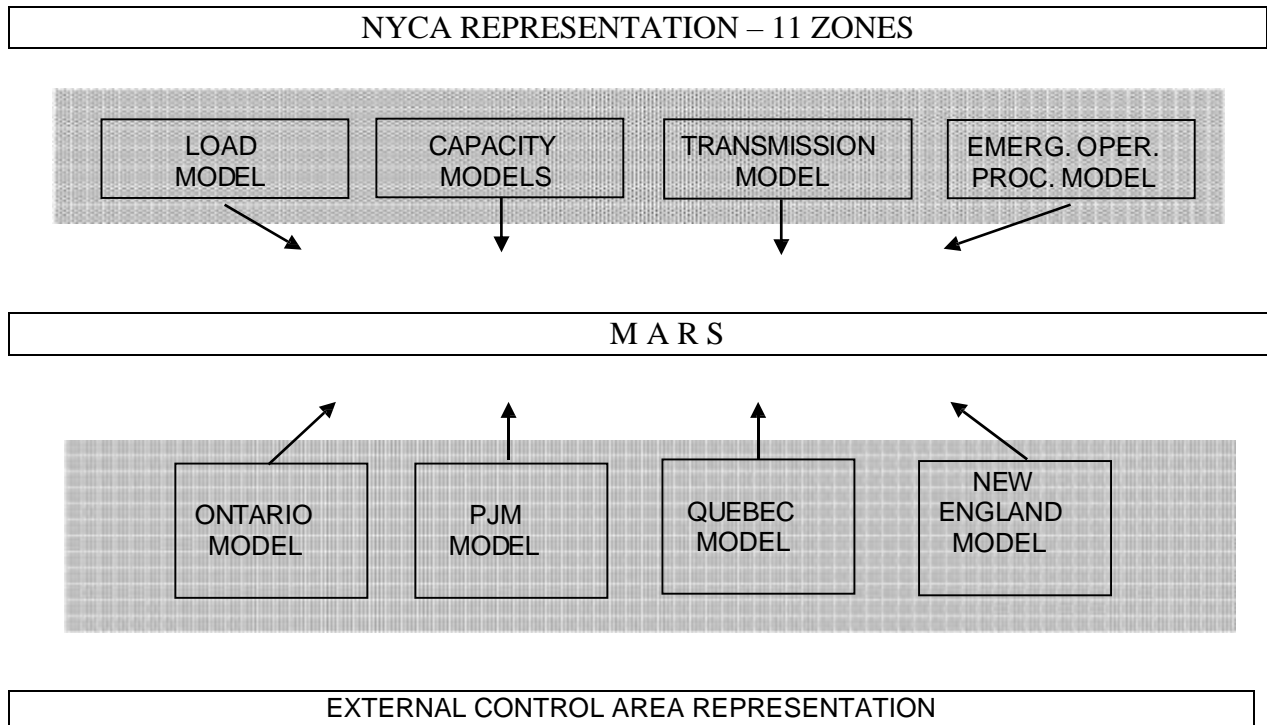 NYCA REPRESENTATION – 11 ZONES
LOAD
MODEL
CAPACITY
MODELS
TRANSMISSION
MODEL
EMERG. OPER.
PROC. MODEL
M A R S
ONTARIO
MODEL
PJM
MODEL
QUEBEC
MODEL
NEW
ENGLAND
MODEL
EXTERNAL CONTROL AREA REPRESENTATION